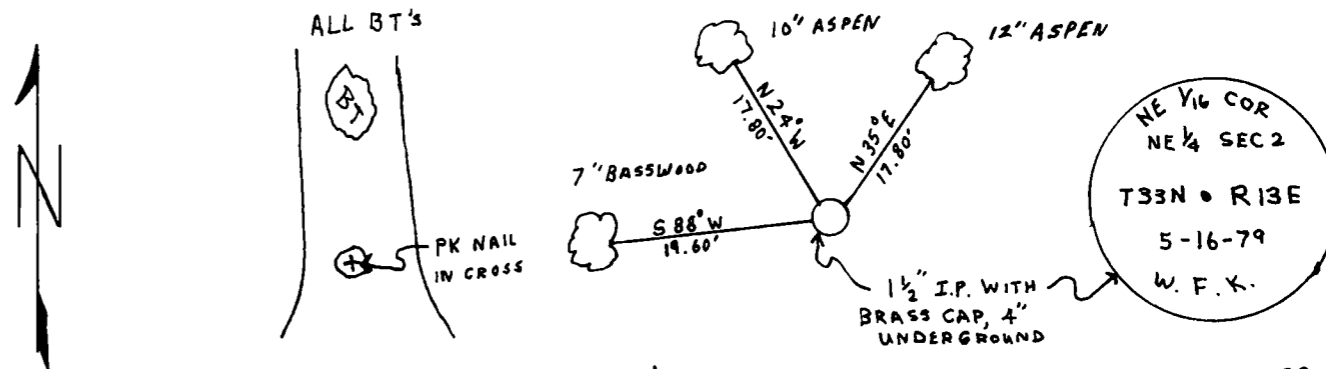 N
ALL BT's
BT
PK NAIL
IN CROSS
10" ASPEN
12" ASPEN
7" BASSWOOD
N 24° W
17.80'
N 35° E
17.80'
S 88° W
19.60'
1 1/2" I.P. WITH
BRASS CAP, 4"
UNDERGROUND
NE 1/16 COR
NE 1/4 SEC 2
T33N • R13E
5-16-79
W. F. K.